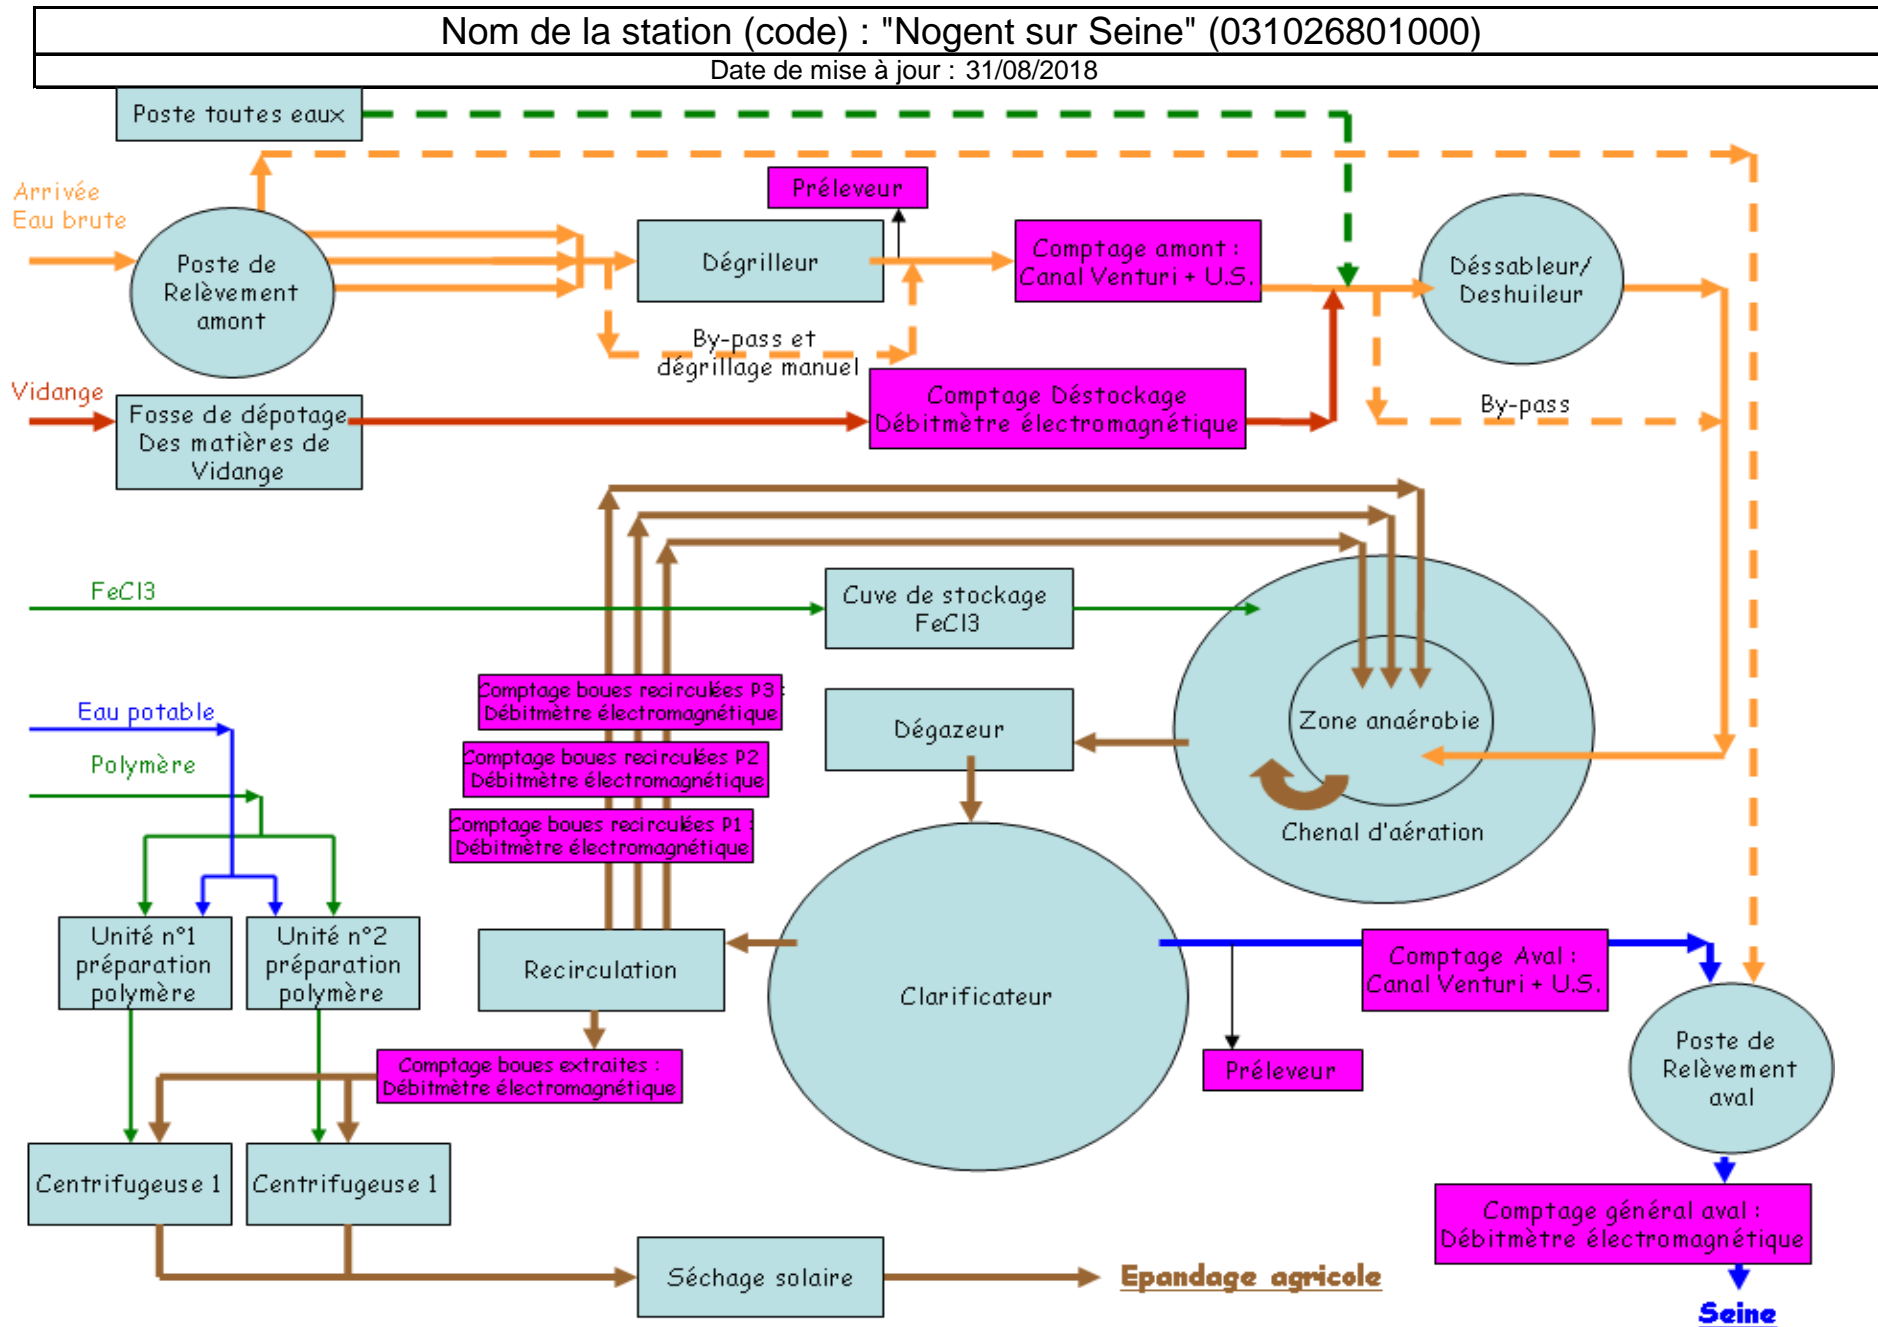 Nom de la station (code) : "Nogent sur Seine" (031026801000)
Date de mise à jour : 31/08/2018
Poste toutes eaux
Arrivée
Eau brute
Préleveur
Poste de
Relèvement
amont
Dégrilleur
Comptage amont :
Canal Venturi + U.S.
Déssableur/
Deshuileur
By-pass et
dégrillage manuel
Vidange
Fosse de dépotage
Des matières de
Vidange
Comptage Déstockage
Débitmètre électromagnétique
By-pass
FeCl3
Cuve de stockage
FeCl3
Comptage boues recirculées P3 :
Débitmètre électromagnétique
Eau potable
Dégazeur
Zone anaérobie
Comptage boues recirculées P2
Débitmètre électromagnétique
Polymère
Comptage boues recirculées P1 :
Débitmètre électromagnétique
Chenal d'aération
Unité n°1
préparation
polymère
Unité n°2
préparation
polymère
Recirculation
Clarificateur
Comptage Aval :
Canal Venturi + U.S.
Préleveur
Poste de
Relèvement
aval
Comptage boues extraites :
Débitmètre électromagnétique
Centrifugeuse 1
Centrifugeuse 1
Comptage général aval :
Débitmètre électromagnétique
Séchage solaire
Epandage agricole
Seine